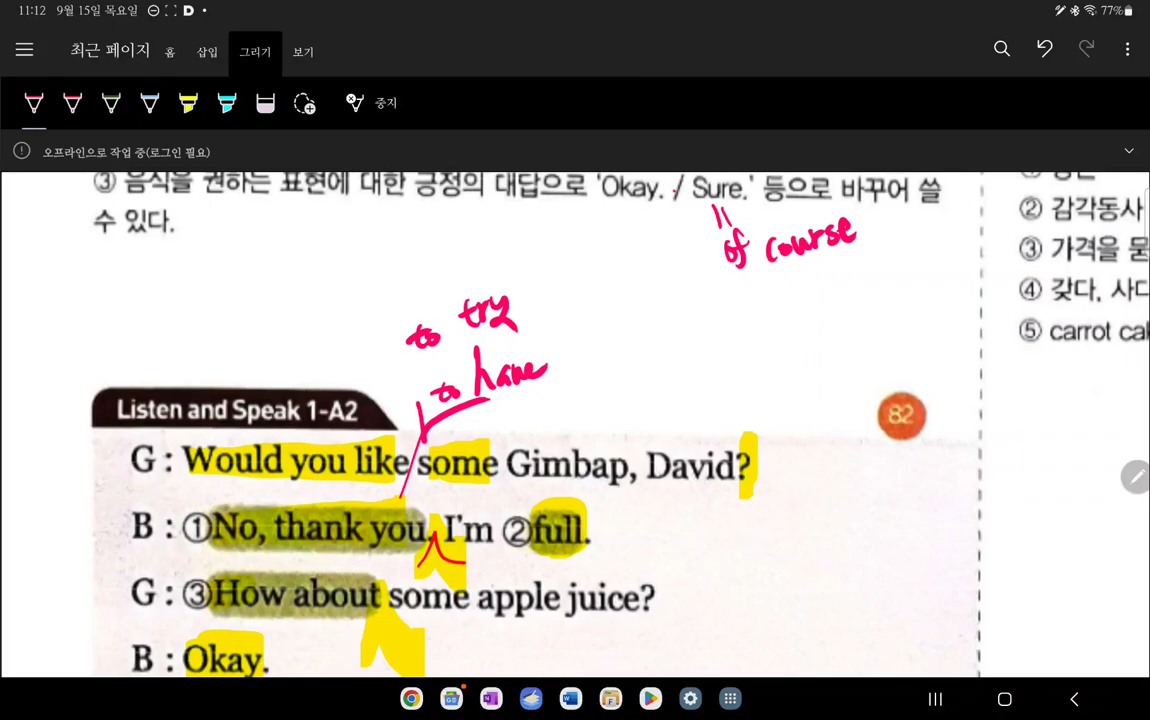 11:12 9월 15일 목요일 D 77%
최근 페이지 홈 삽입 그리기 보기
중지
오프라인으로 작업 중(로그인 필요)
③ 음식을 권하는 표현에 대한 긍정의 대답으로 'Okay. / Sure.' 등으로 바꾸어 쓸
수 있다.
of course
to try
to have
② 감각동사
③ 가격을 묻
④ 갖다, 사다
⑤ carrot ca
Listen and Speak 1-A2
82
G : Would you like some Gimbap, David?
B : ①No, thank you. I'm ②full.
G : ③How about some apple juice?
B : Okay.